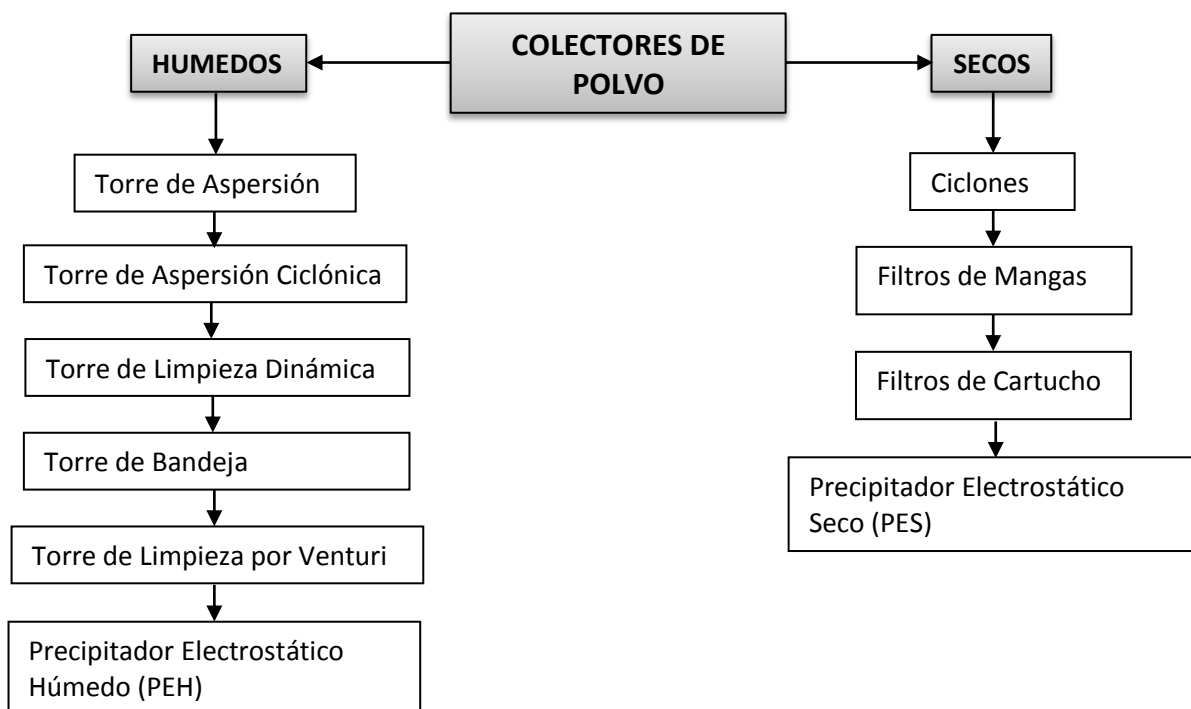 COLECTORES DE
POLVO
HUMEDOS
Torre de Aspersión
Torre de Aspersión Ciclónica
Torre de Limpieza Dinámica
Torre de Bandeja
Torre de Limpieza por Venturi
Precipitador Electrostático
Húmedo (PEH)
SECOS
Ciclones
Filtros de Mangas
Filtros de Cartucho
Precipitador Electrostático
Seco (PES)